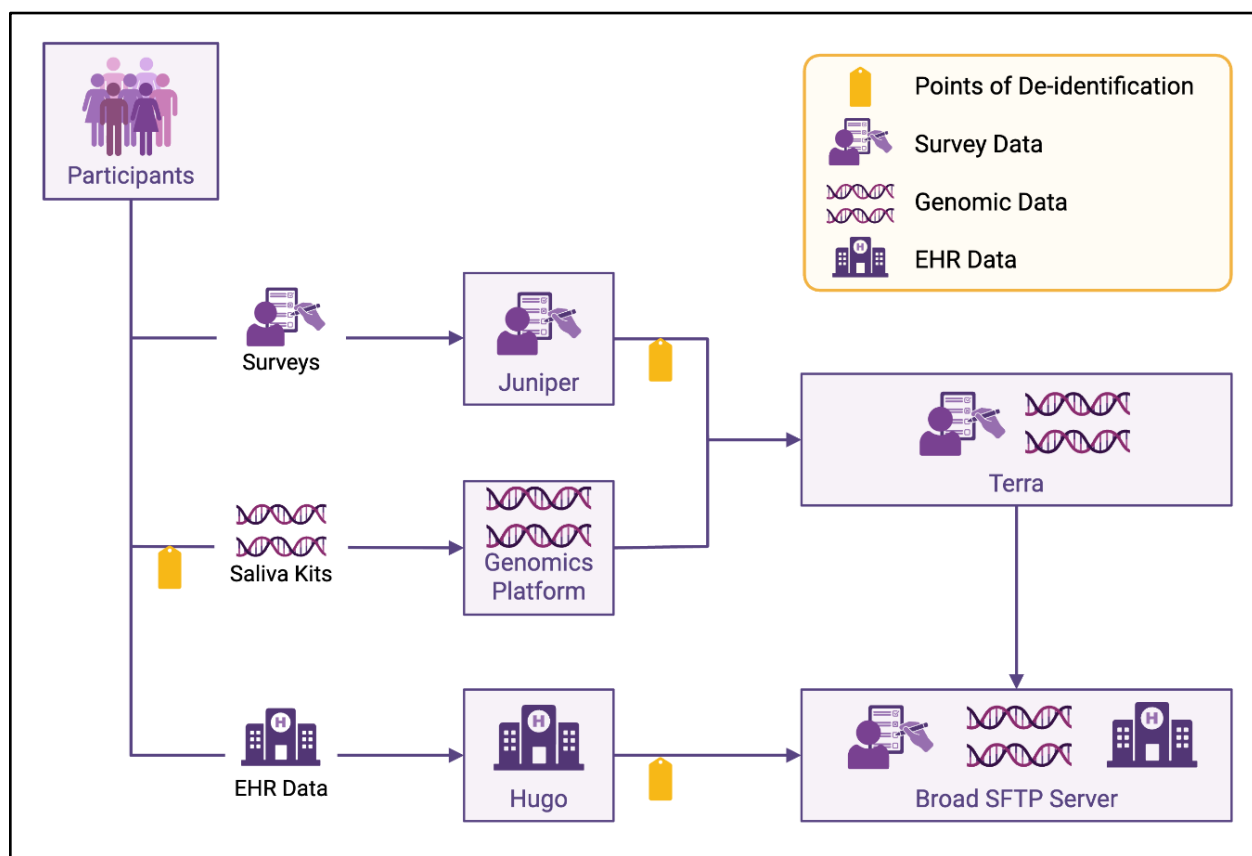 Participants
Points of De-identification
Survey Data
Genomic Data
H
EHR Data
Surveys
Juniper
Terra
Saliva Kits
Genomics
Platform
H
EHR Data
H
Hugo
H
Broad SFTP Server